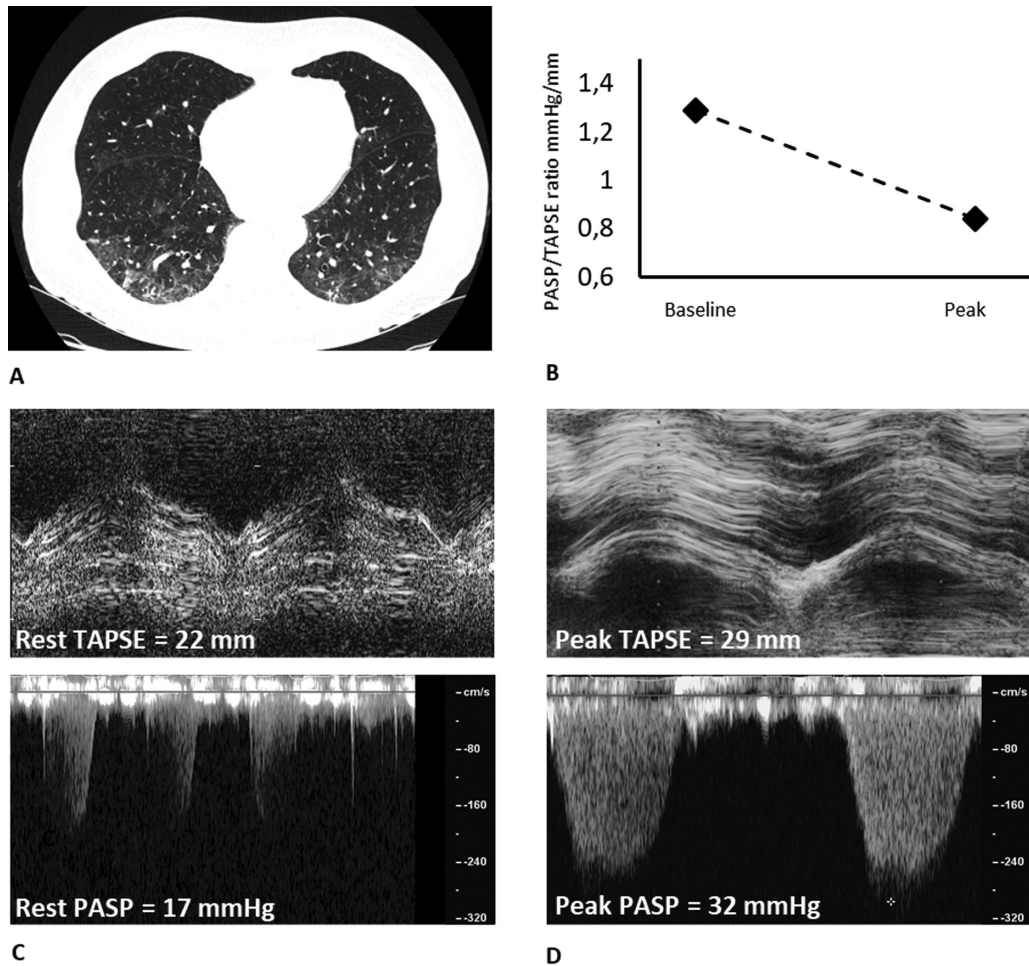 PASP/TAPSE ratio mmHg/mm
1,4
1,2
1
0,8
0,6
Baseline
Peak
A
B
Rest TAPSE = 22 mm
Peak TAPSE = 29 mm
cm/s
-80
-160
-240
-320
Rest PASP = 17 mmHg
cm/s
-80
-160
-240
-320
Peak PASP = 32 mmHg
C
D